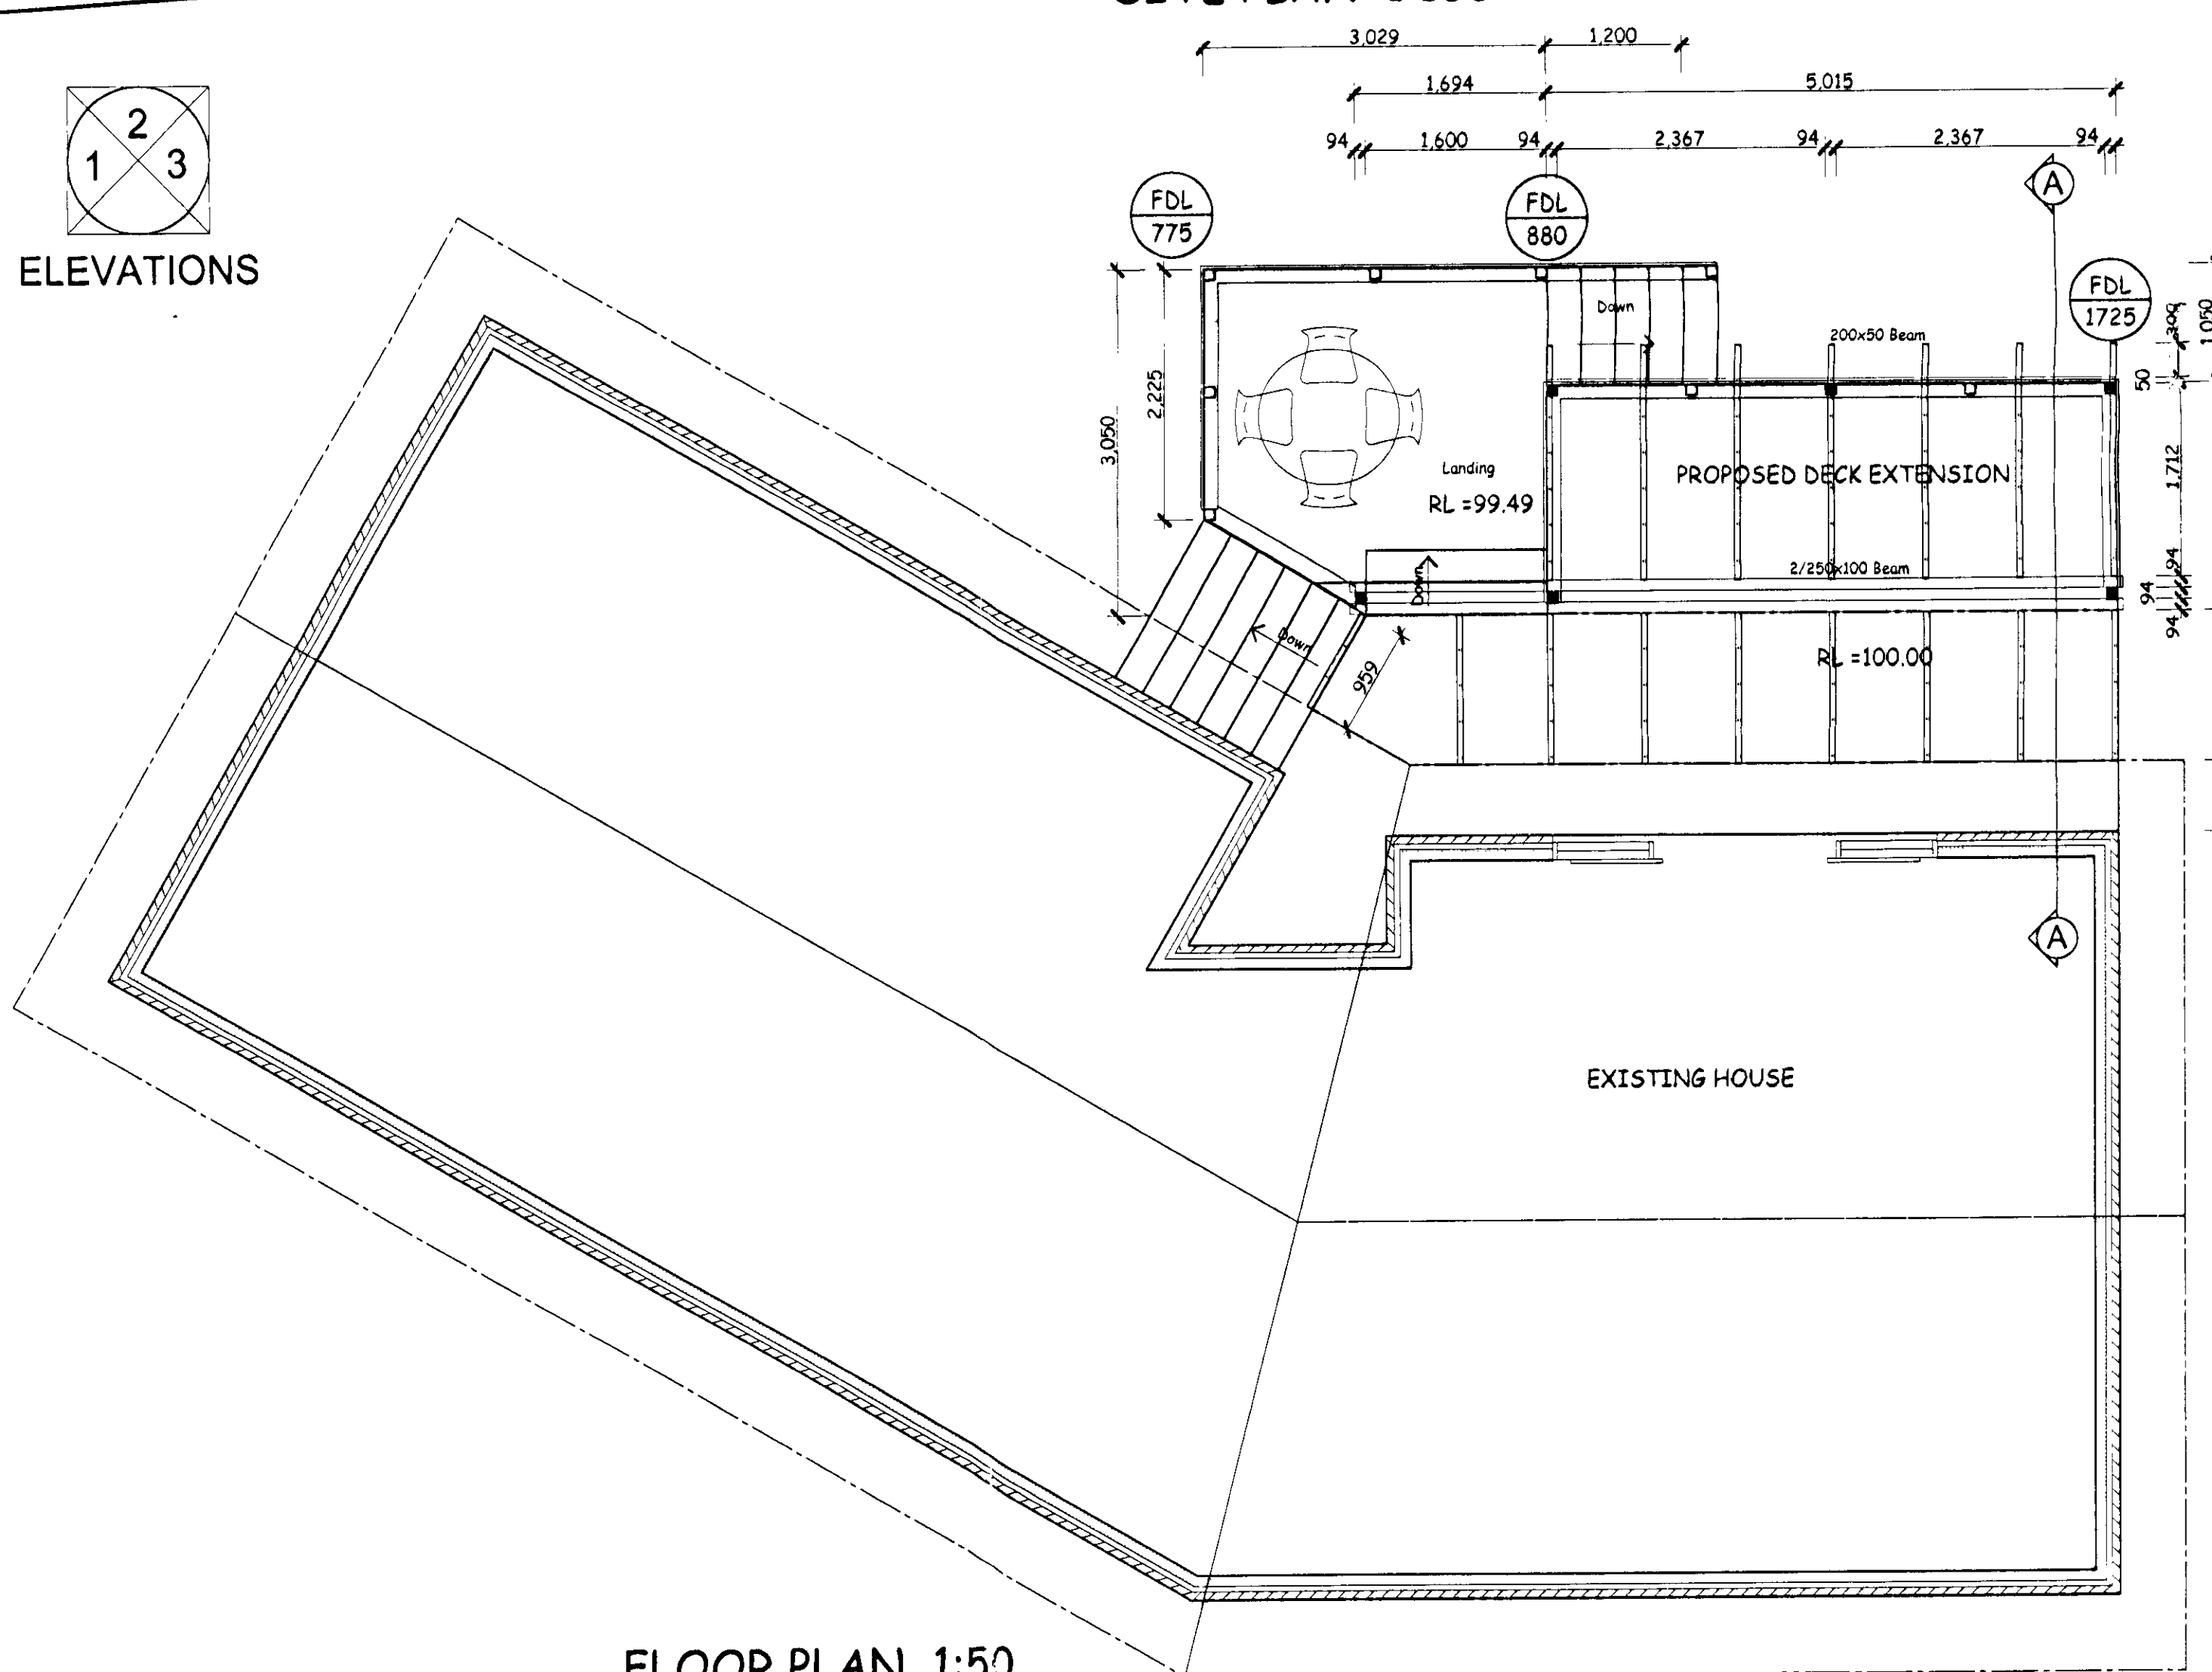 3,029
1,200
1,694
5,015
94
1,600
94
2,367
94
2,367
94
2
1
3
ELEVATIONS
A
FDL
775
FDL
880
FDL
1725
Down
200x50 Beam
300
1,050
50
2,225
3,050
1,712
Landing
RL =99.49
PROPOSED DECK EXTENSION
Down
2/250x100 Beam
94
94
94
Down
959
RL =100.00
A
EXISTING HOUSE
FLOOR PLAN 1:50